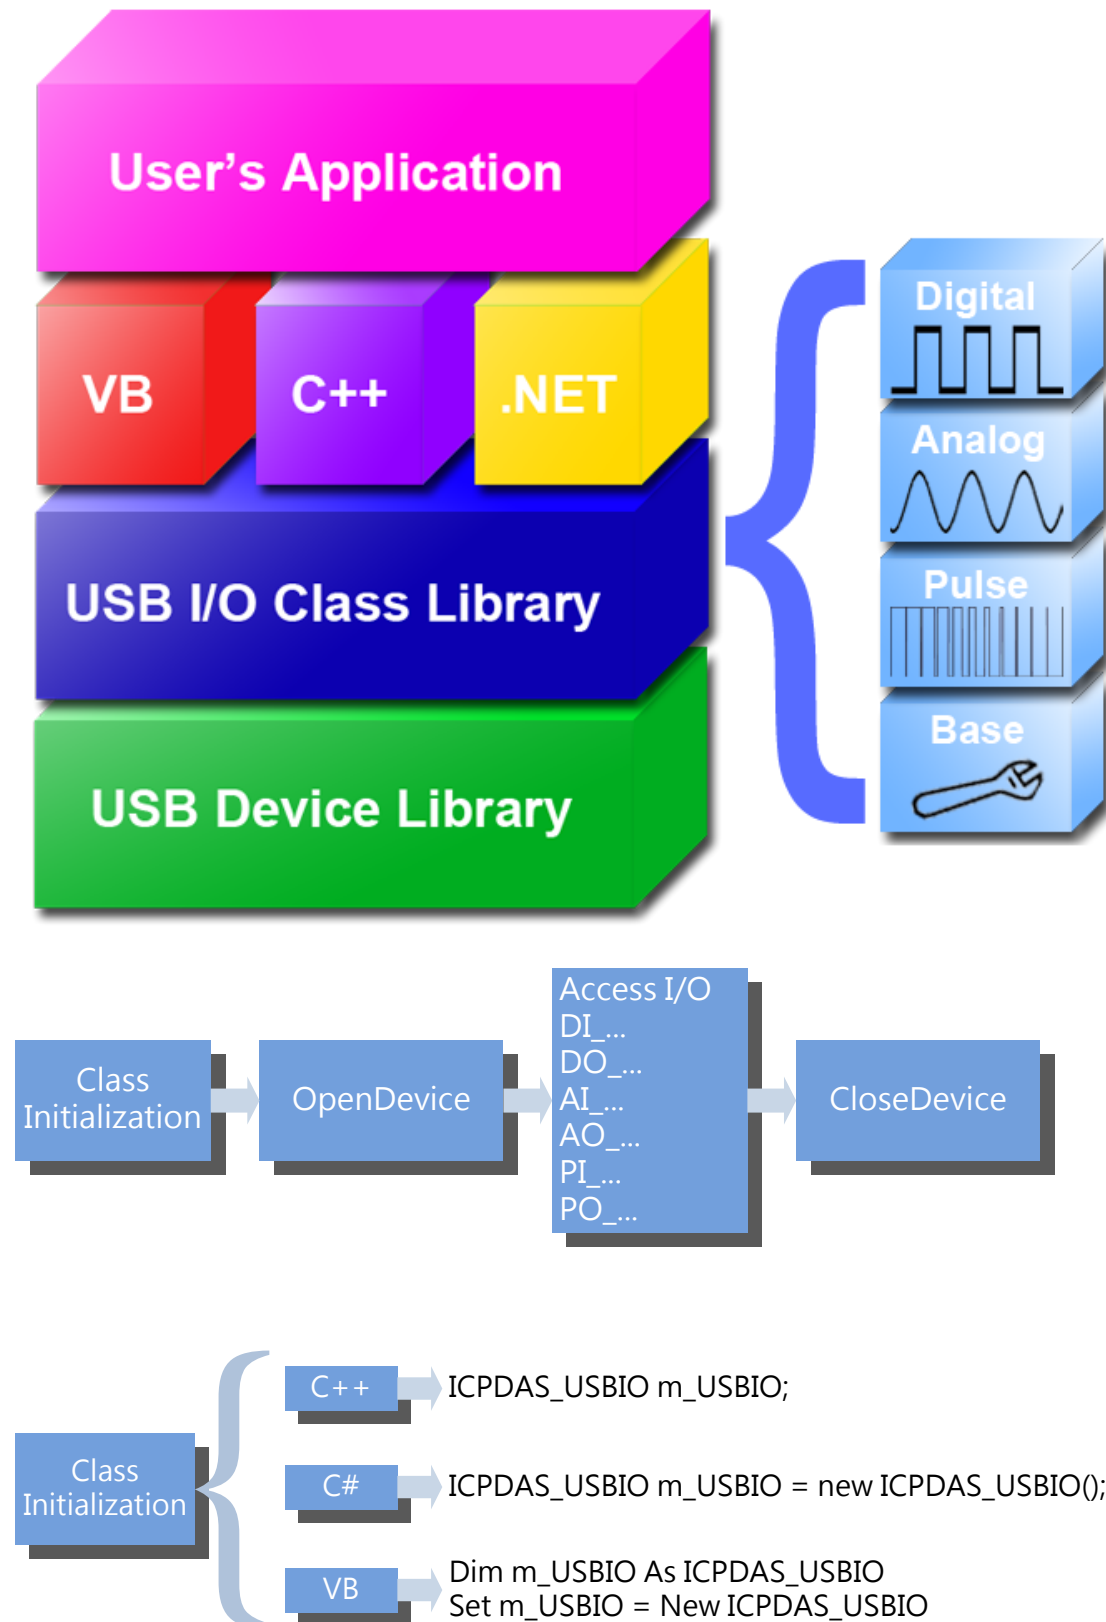 User's Application
VB
C++
.NET
USB I/O Class Library
USB Device Library
Digital
Analog
Pulse
Base
Class
Initialization
OpenDevice
Access I/O
DI_...
DO_...
AI_...
AO_...
PI_...
PO_...
CloseDevice
Class
Initialization
C++
ICPDAS_USBIO m_USBIO;
C#
ICPDAS_USBIO m_USBIO = new ICPDAS_USBIO();
VB
Dim m_USBIO As ICPDAS_USBIO
Set m_USBIO = New ICPDAS_USBIO